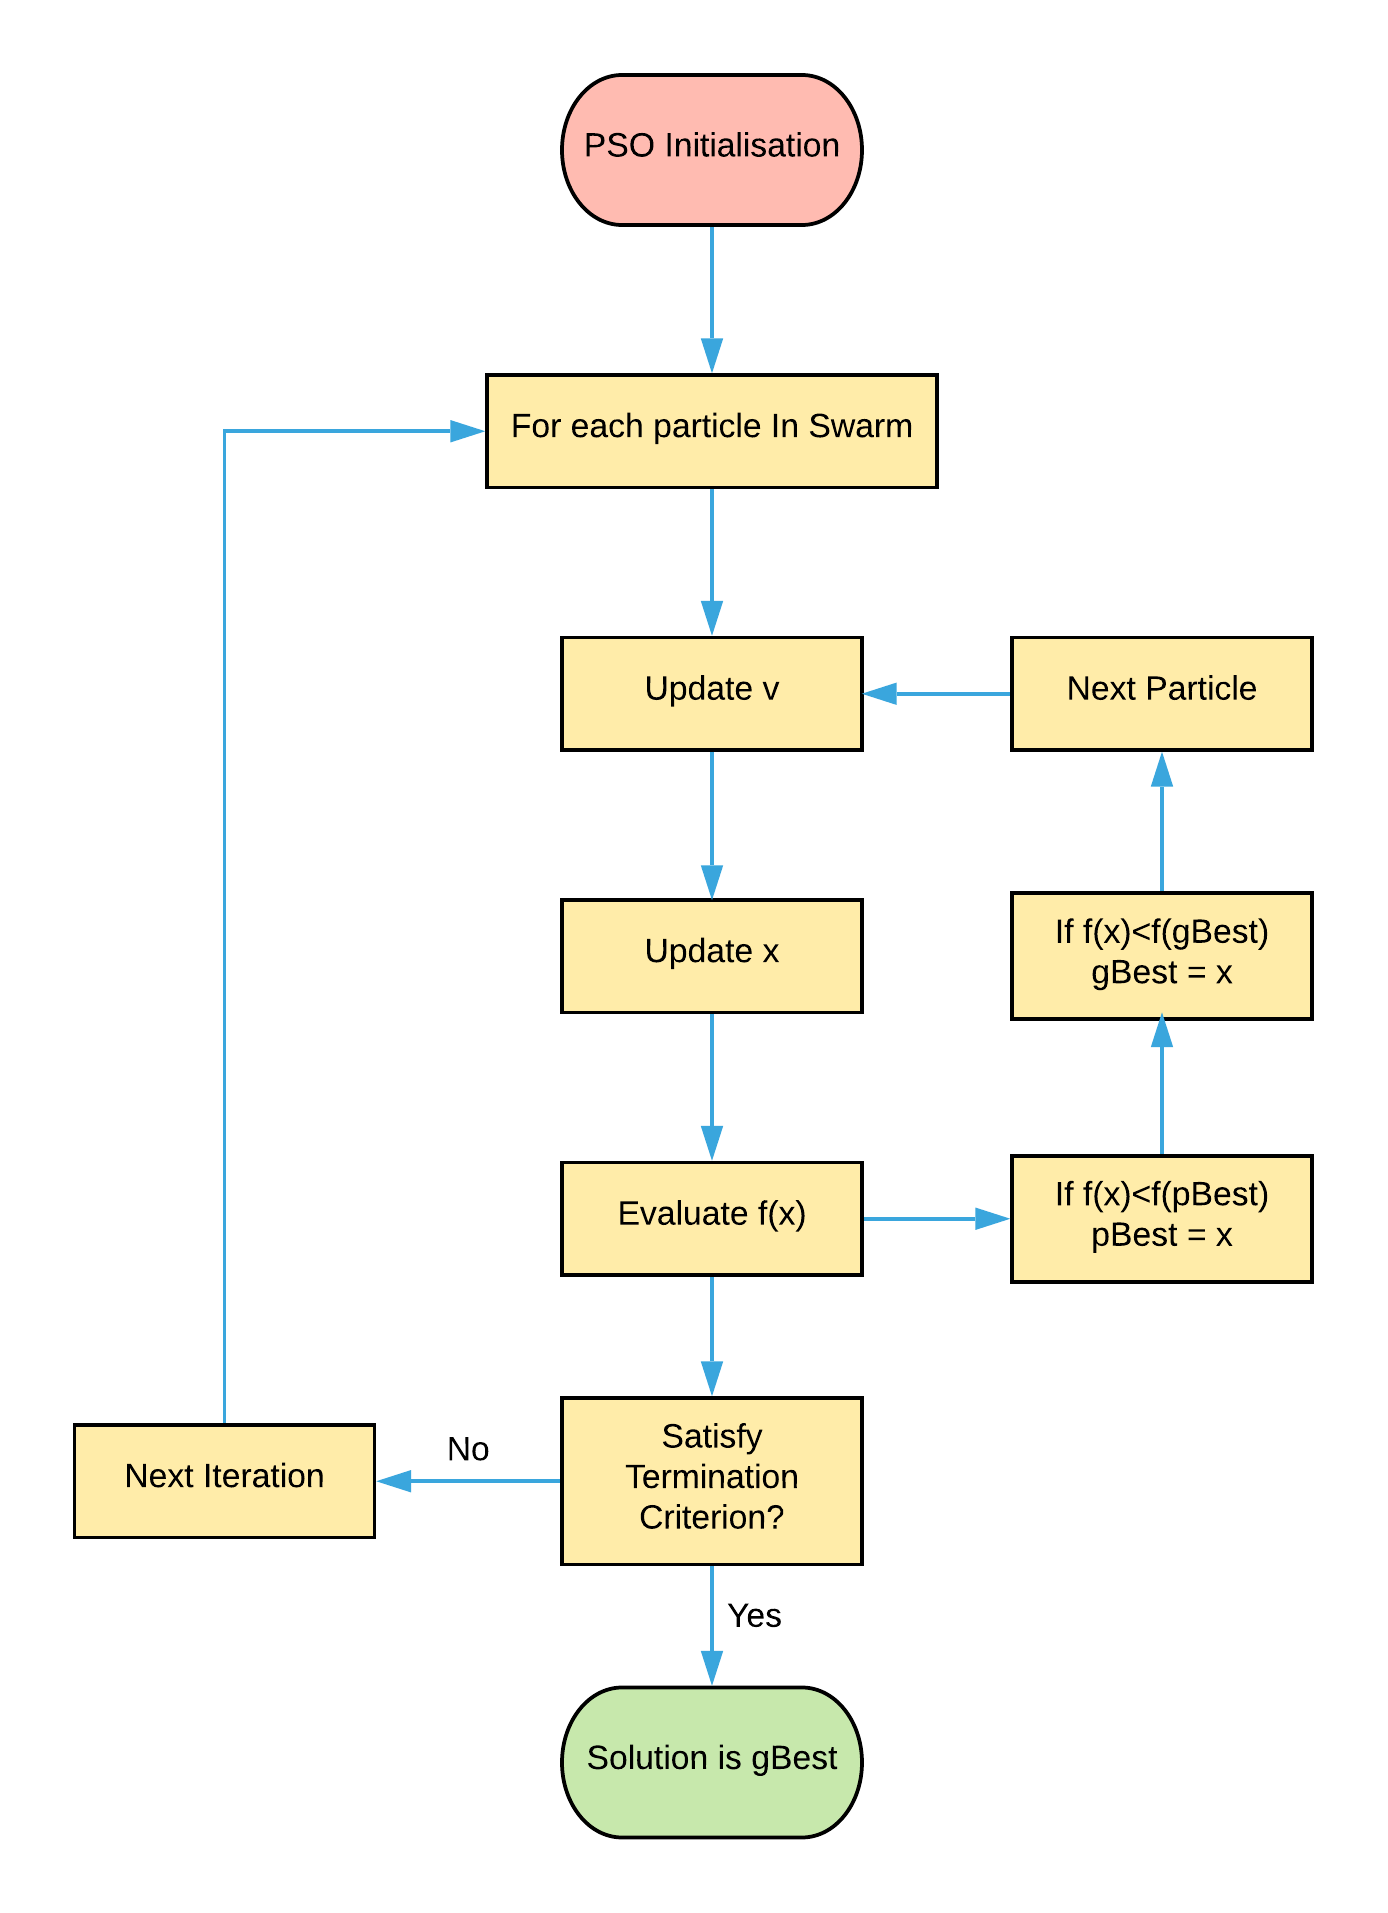 PSO Initialisation
For each particle In Swarm
Update v
Next Particle
Update x
If f(x)<f(gBest)
gBest = x
Evaluate f(x)
If f(x)<f(pBest)
pBest = x
Satisfy
Termination
Criterion?
No
Next Iteration
Yes
Solution is gBest